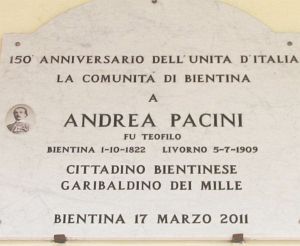 150° ANNIVERSARIO DELL'UNITA D'ITALIA
LA COMUNITÀ DI BIENTINA
A
ANDREA PACINI
FU TEOFILO
BIENTINA 1-10-1822 LIVORNO 5-7-1909
CITTADINO BIENTINESE
GARIBALDINO DEI MILLE
BIENTINA 17 MARZO 2011